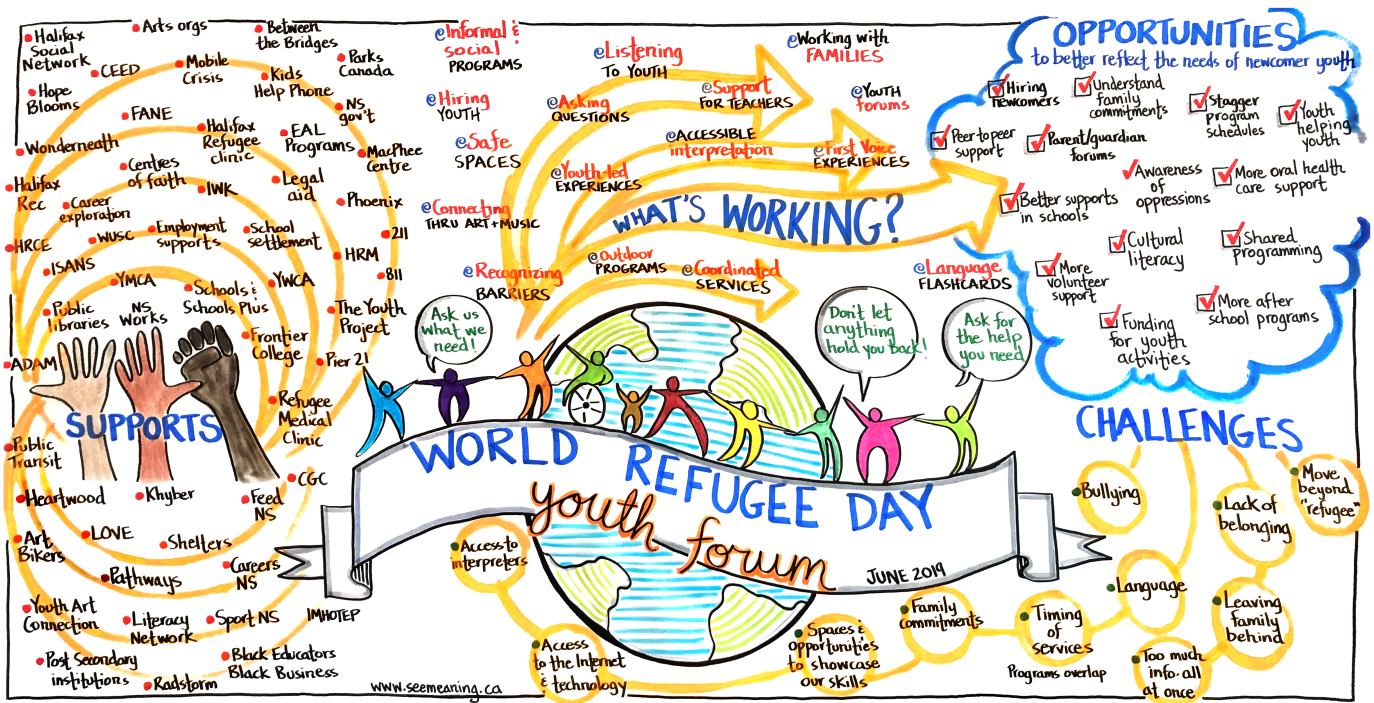 Halifax
Social
Network
Arts orgs
Between
the Bridges
CEED
Mobile
Crisis
Parks
Canada
Hope
Blooms
Kids
Help Phone
FANE
NS
gov't
Wonderneath
Halifax
Refugee
clinic
EAL
Programs
MacPhee
Centre
Centres
of faith
Halifax
Rec
IWK
Legal
aid
Career
exploration
Phoenix
HRCE
WUSC
Employment
supports
School
settlement
211
ISANS
HRM
811
YMCA
Schools &
Schools Plus
YWCA
Public
libraries
NS
Works
The Youth
Project
Frontier
College
ADAM
Pier 21
SUPPORTS
Refugee
Medical
Clinic
Public
Transit
CGC
Heartwood
Khyber
Feed
NS
Art
Bikers
LOVE
Shelters
Pathways
Careers
NS
Youth Art
Connection
Literacy
Network
Sport NS
IMHOTEP
Post Secondary
institutions
Radstorm
Black Educators
Black Business
Informal &
social
PROGRAMS
Listening
TO YOUTH
Working with
FAMILIES
Hiring
YOUTH
Asking
QUESTIONS
Support
FOR TEACHERS
YOUTH
forums
Safe
SPACES
ACCESSIBLE
interpretation
First Voice
EXPERIENCES
Youth-led
EXPERIENCES
Connecting
THRU ART+MUSIC
WHAT'S WORKING?
Recognizing
BARRIERS
Outdoor
PROGRAMS
Coordinated
SERVICES
Language
FLASHCARDS
Ask us
what we
need!
Don't let
anything
hold you back!
Ask for
the help
you need
WORLD REFUGEE DAY
youth forum
JUNE 2019
www.seemeaning.ca
OPPORTUNITIES
to better reflect the needs of newcomer youth
Hiring
newcomers
Understand
family
commitments
Stagger
program
schedules
Youth
helping
youth
Peer to peer
support
Parent/guardian
forums
Awareness
of
oppressions
More oral health
care support
Better supports
in schools
Cultural
literacy
Shared
programming
More
volunteer
support
More after
school programs
Funding
for youth
activities
CHALLENGES
Bullying
Lack of
belonging
Move
beyond
"refugee"
Access to
interpreters
Language
Leaving
family
behind
Family
commitments
Timing
of
services
Programs overlap
Spaces &
opportunities
to showcase
our skills
Access
to the Internet
& technology
Too much
info. all
at once